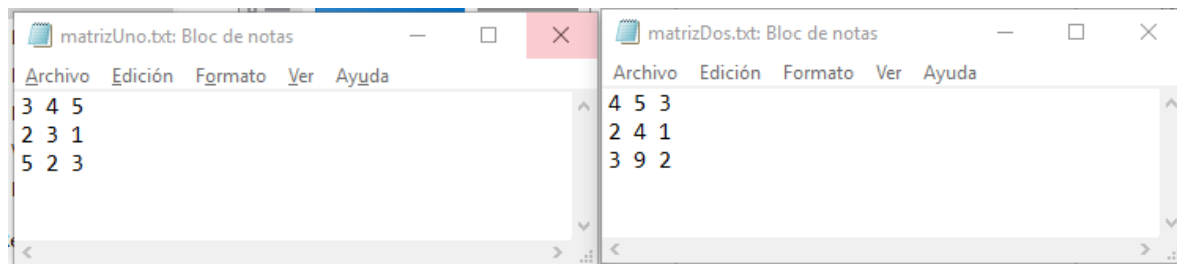 matrizUno.txt: Bloc de notas
Archivo Edición Formato Ver Ayuda
3 4 5
2 3 1
5 2 3
matrizDos.txt: Bloc de notas
Archivo Edición Formato Ver Ayuda
4 5 3
2 4 1
3 9 2